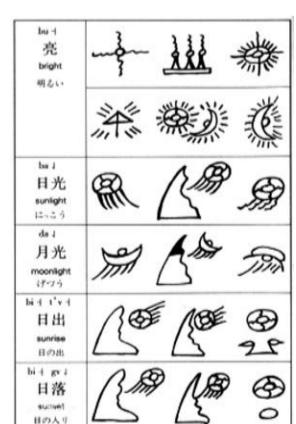 bu ˧
亮
bright
明るい
ba ˩
日光
sunlight
にっこう
da ˩
月光
moonlight
げっこう
bi ˧ t'v ˧
日出
sunrise
日の出
bi ˧ gv ˩
日落
sunset
日の入り